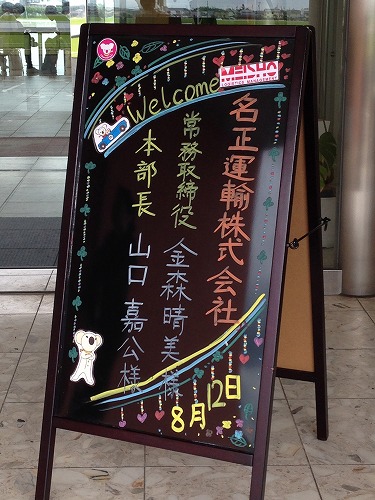 Welcome
MEISHO
名正運輸株式会社
常務取締役 金森晴美様
本部長 山口嘉公様
8月12日